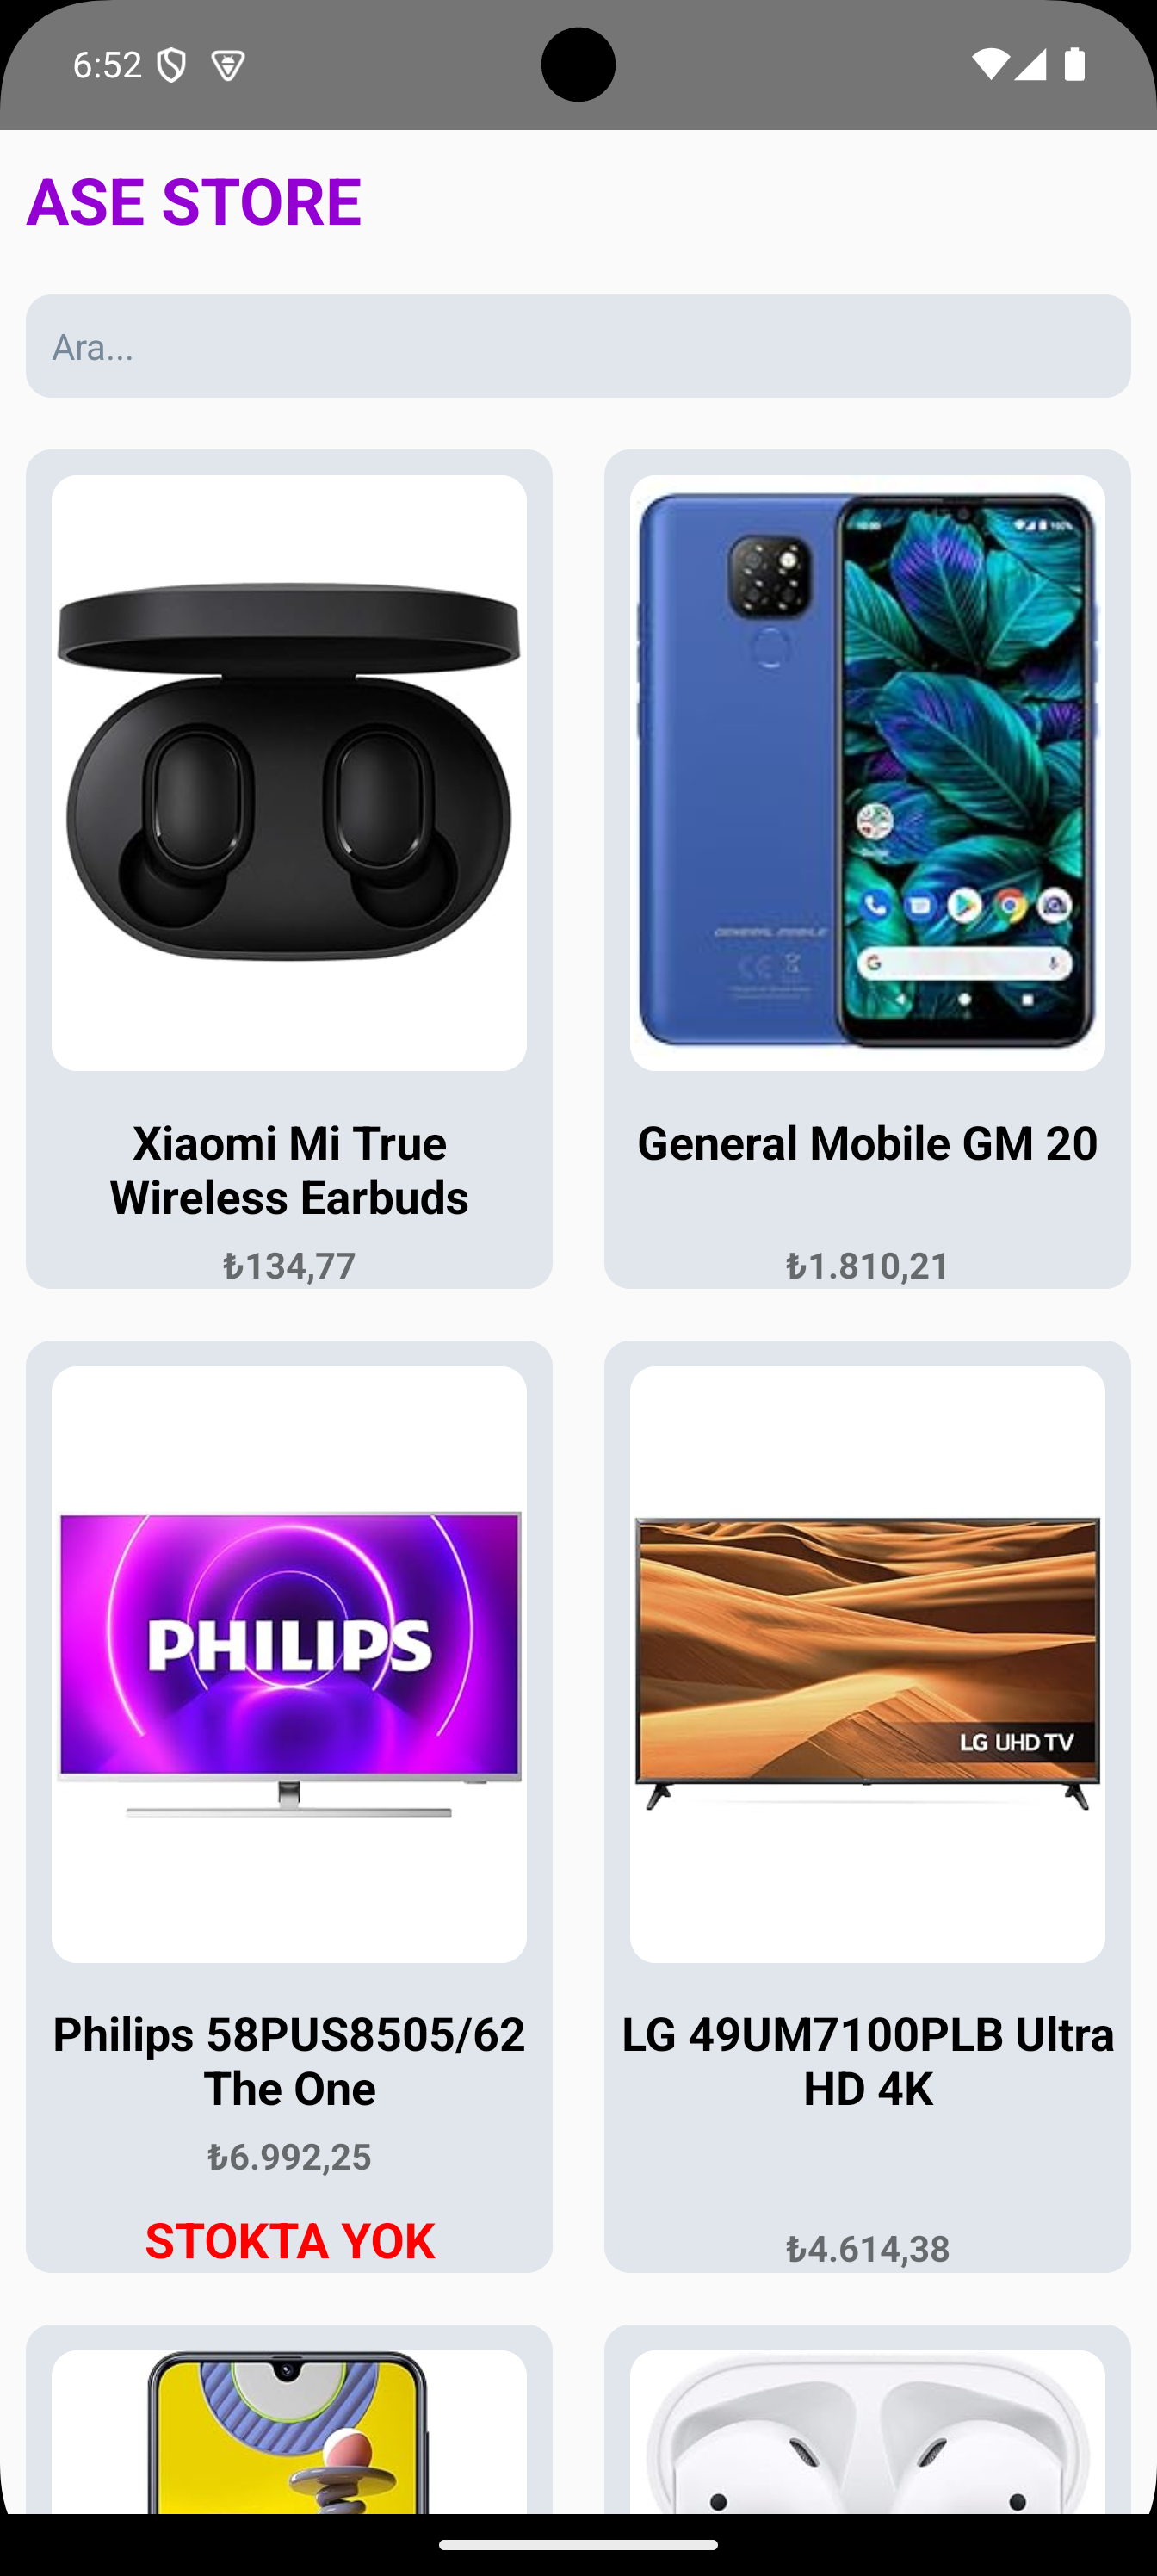 6:52
ASE STORE
Ara...
GENERAL MOBILE
Xiaomi Mi True
Wireless Earbuds
₺134,77
General Mobile GM 20
₺1.810,21
PHILIPS
LG UHD TV
Philips 58PUS8505/62
The One
₺6.992,25
STOKTA YOK
LG 49UM7100PLB Ultra
HD 4K
₺4.614,38